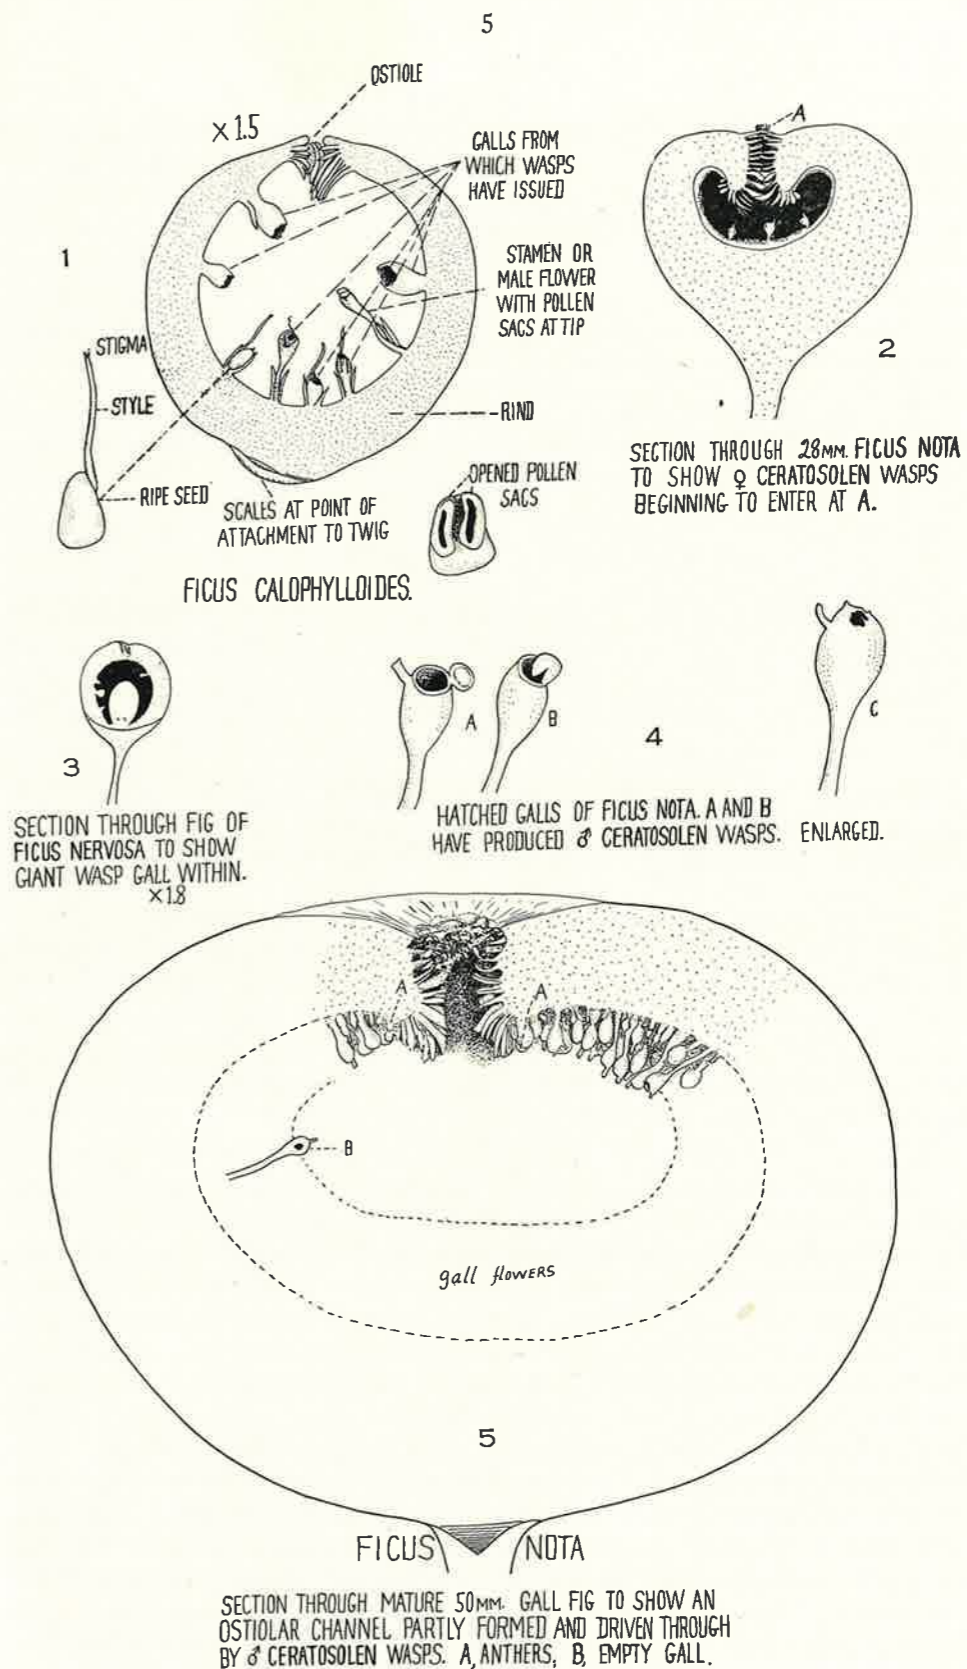 5
OSTIOLE
× 1.5
GALLS FROM
WHICH WASPS
HAVE ISSUED
1
STAMEN OR
MALE FLOWER
WITH POLLEN
SACS AT TIP
STIGMA
STYLE
RIPE SEED
RIND
SCALES AT POINT OF
ATTACHMENT TO TWIG
OPENED POLLEN
SACS
FICUS CALOPHYLLOIDES.
A
2
SECTION THROUGH 28MM. FICUS NOTA
TO SHOW ♀ CERATOSOLEN WASPS
BEGINNING TO ENTER AT A.
3
SECTION THROUGH FIG OF
FICUS NERVOSA TO SHOW
GIANT WASP GALL WITHIN.
×1.8
A
B
4
C
HATCHED GALLS OF FICUS NOTA. A AND B
HAVE PRODUCED ♂ CERATOSOLEN WASPS. ENLARGED.
A
A
B
gall flowers
5
FICUS NOTA
SECTION THROUGH MATURE 50MM. GALL FIG TO SHOW AN
OSTIOLAR CHANNEL PARTLY FORMED AND DRIVEN THROUGH
BY ♂ CERATOSOLEN WASPS. A, ANTHERS; B, EMPTY GALL.